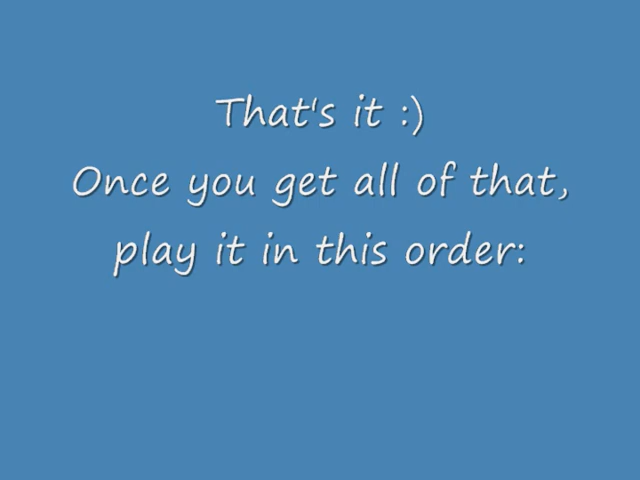 That's it :)
Once you get all of that,
play it in this order: